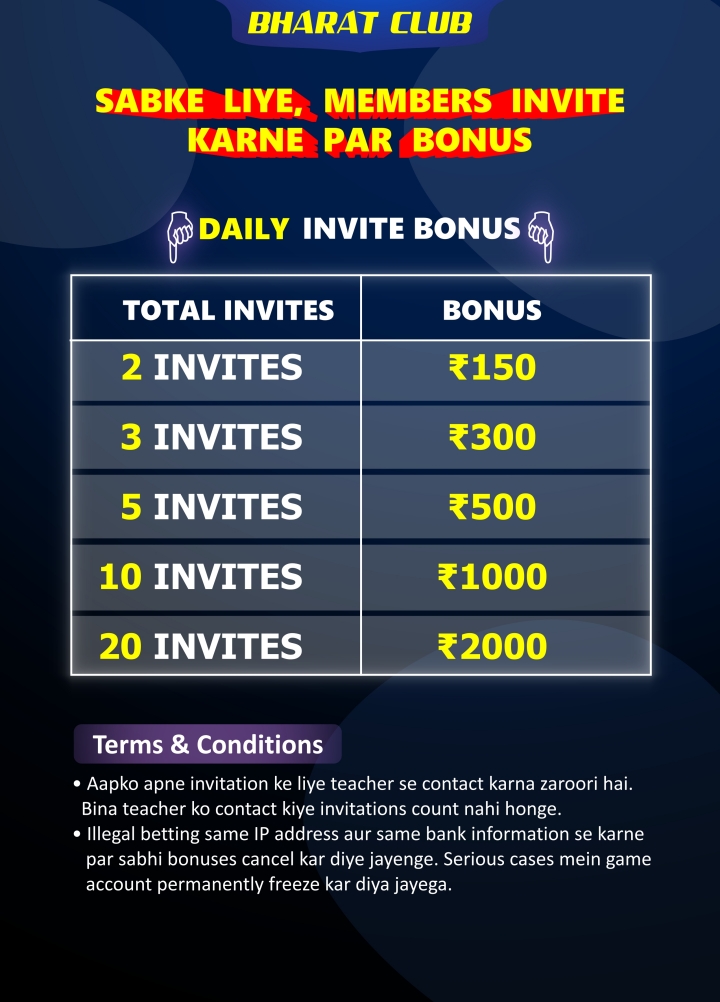 BHARAT CLUB
SABKE LIYE, MEMBERS INVITE
KARNE PAR BONUS
DAILY INVITE BONUS
TOTAL INVITES BONUS
2 INVITES ₹150
3 INVITES ₹300
5 INVITES ₹500
10 INVITES ₹1000
20 INVITES ₹2000
Terms & Conditions
• Aapko apne invitation ke liye teacher se contact karna zaroori hai.
Bina teacher ko contact kiye invitations count nahi honge.
• Illegal betting same IP address aur same bank information se karne
par sabhi bonuses cancel kar diye jayenge. Serious cases mein game
account permanently freeze kar diya jayega.